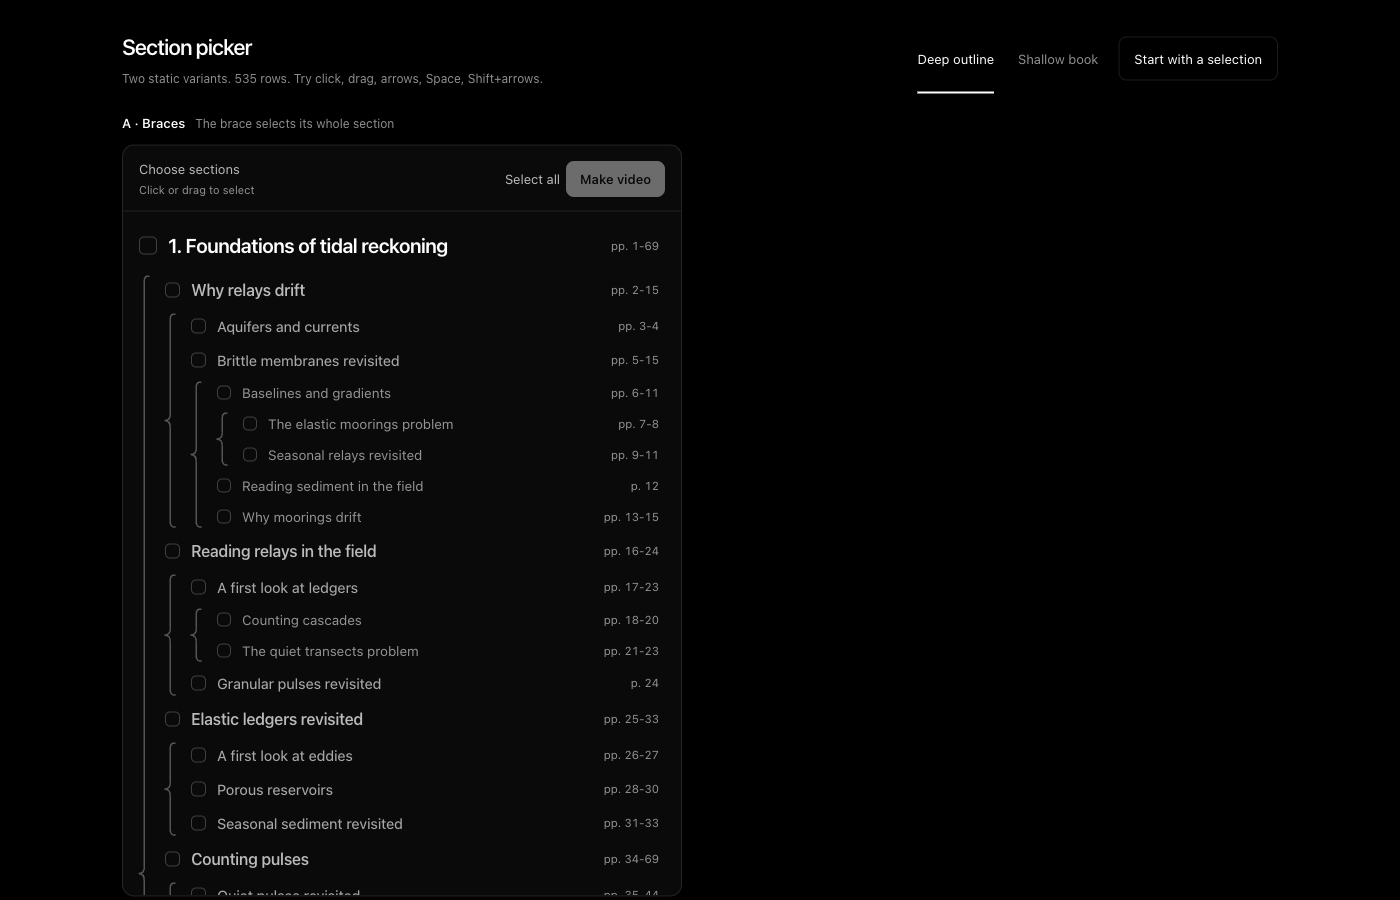 Section picker
Two static variants. 535 rows. Try click, drag, arrows, Space, Shift+arrows.
Deep outline
Shallow book
Start with a selection
A · Braces The brace selects its whole section
Choose sections
Click or drag to select
Select all
Make video
1. Foundations of tidal reckoning pp. 1-69
Why relays drift pp. 2-15
Aquifers and currents pp. 3-4
Brittle membranes revisited pp. 5-15
Baselines and gradients pp. 6-11
The elastic moorings problem pp. 7-8
Seasonal relays revisited pp. 9-11
Reading sediment in the field p. 12
Why moorings drift pp. 13-15
Reading relays in the field pp. 16-24
A first look at ledgers pp. 17-23
Counting cascades pp. 18-20
The quiet transects problem pp. 21-23
Granular pulses revisited p. 24
Elastic ledgers revisited pp. 25-33
A first look at eddies pp. 26-27
Porous reservoirs pp. 28-30
Seasonal sediment revisited pp. 31-33
Counting pulses pp. 34-69
Quiet pulses revisited pp. 35-44